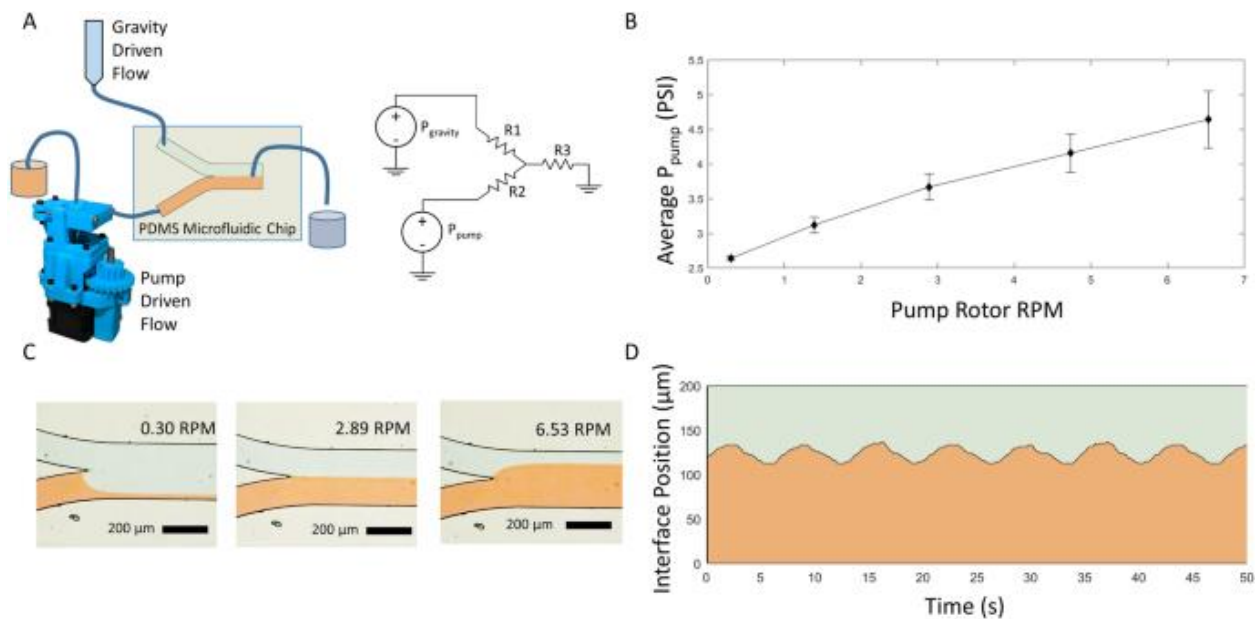 A
Gravity
Driven
Flow
PDMS Microfluidic Chip
Pump
Driven
Flow
+
-
P_gravity
R1
R3
R2
+
-
P_pump
B
Average P_pump (PSI)
5.5
5
4.5
4
3.5
3
2.5
0 1 2 3 4 5 6 7
Pump Rotor RPM
C
0.30 RPM
200 µm
2.89 RPM
200 µm
6.53 RPM
200 µm
D
Interface Position (µm)
200
150
100
50
0
0 5 10 15 20 25 30 35 40 45 50
Time (s)